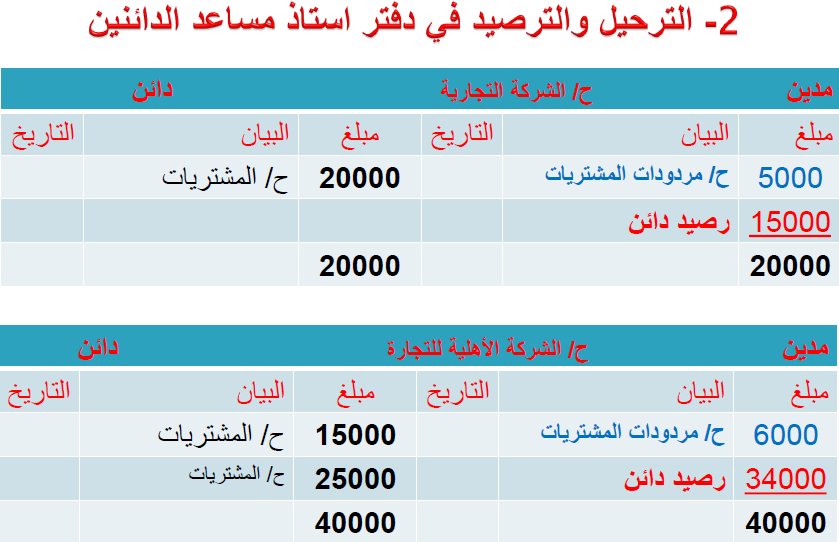 2- الترحيل والترصيد في دفتر استاذ مساعد الدائنين
مدين ح/ الشركة التجارية دائن
مبلغ البيان التاريخ مبلغ البيان التاريخ
5000 ح/ مردودات المشتريات 20000 ح/ المشتريات
15000 رصيد دائن
20000 20000
مدين ح/ الشركة الأهلية للتجارة دائن
مبلغ البيان التاريخ مبلغ البيان التاريخ
6000 ح/ مردودات المشتريات 15000 ح/ المشتريات
34000 رصيد دائن 25000 ح/ المشتريات
40000 40000